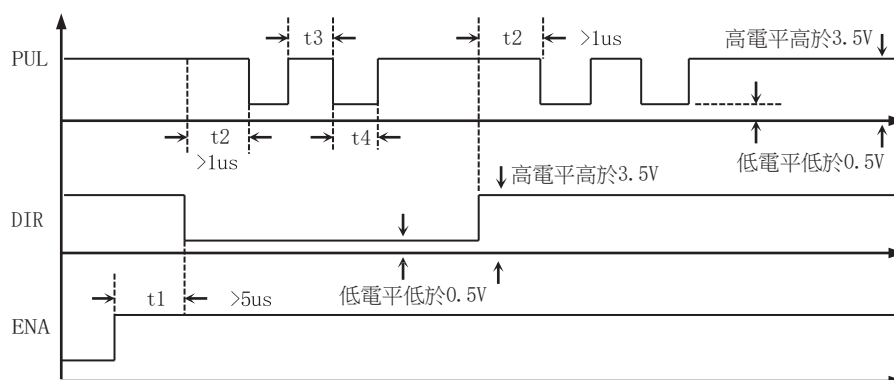 t3
t2
>1us
高電平高於3.5V
PUL
t2
t4
>1us
低電平低於0.5V
高電平高於3.5V
DIR
t1
>5us
低電平低於0.5V
ENA